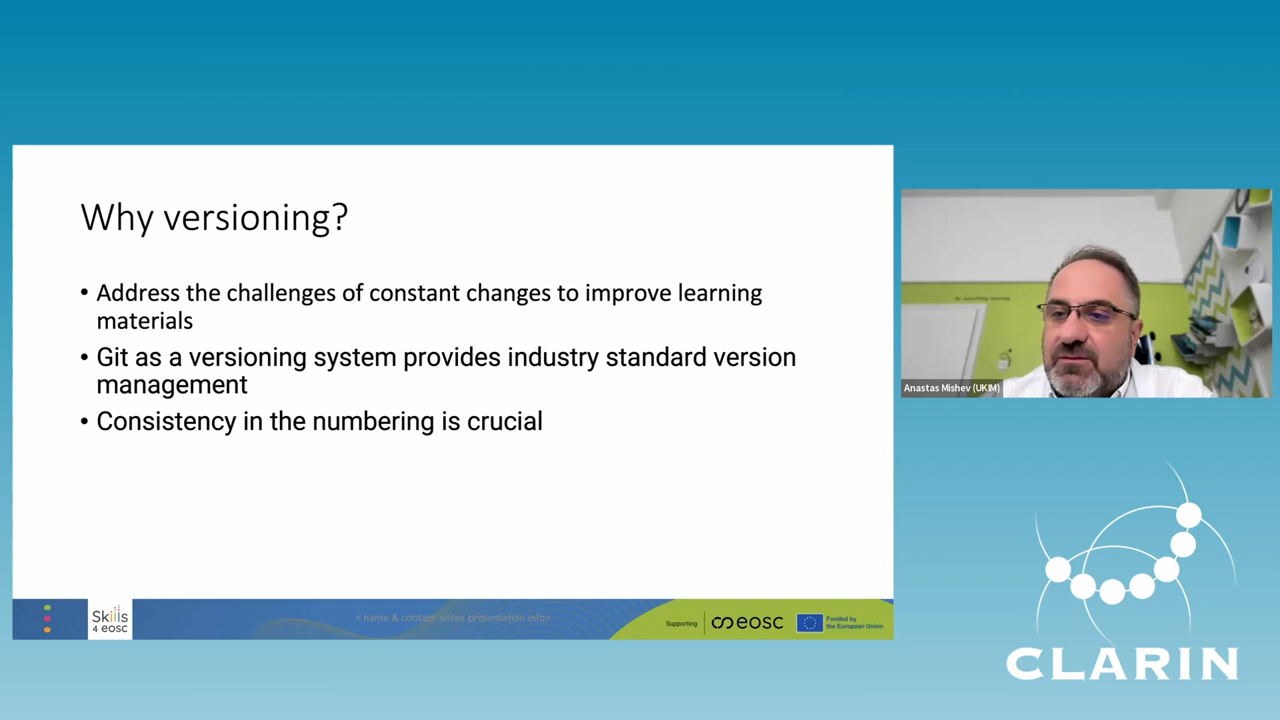 Why versioning?
• Address the challenges of constant changes to improve learning
materials
• Git as a versioning system provides industry standard version
management
• Consistency in the numbering is crucial
Anastas Mishev (UKIM)
Skills
4 eosc
<name & contact other presentation info>
Supporting
eosc
Funded by
the European Union
CLARIN